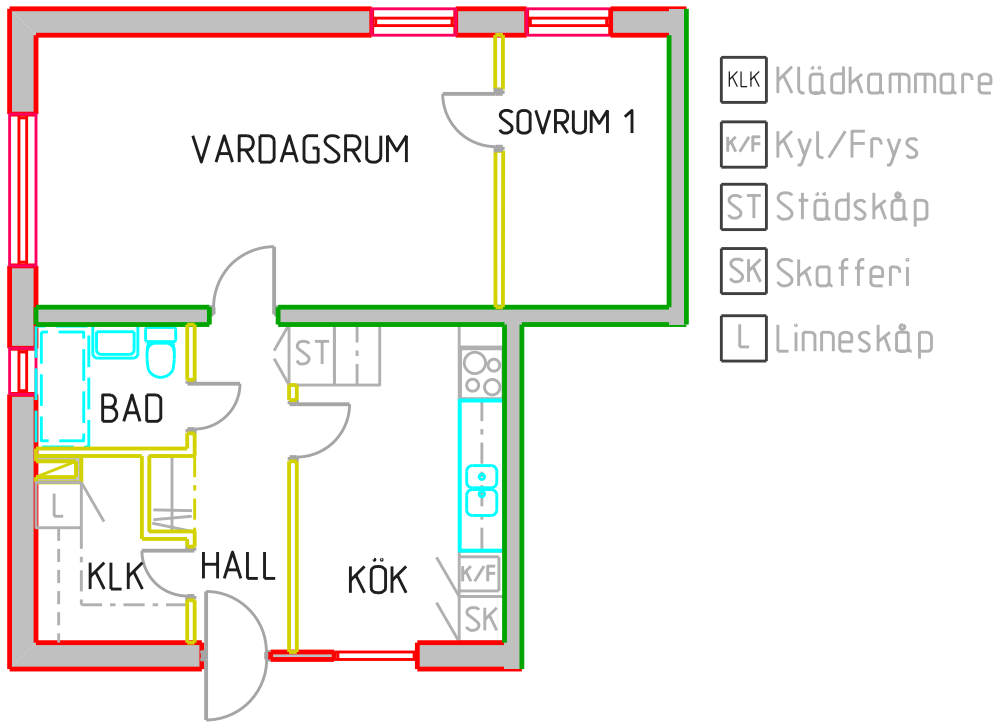 VARDAGSRUM
SOVRUM 1
BAD
ST
L
KLK
HALL
KÖK
K/F
SK
KLK Klädkammare
K/F Kyl/Frys
ST Städskåp
SK Skafferi
L Linneskåp